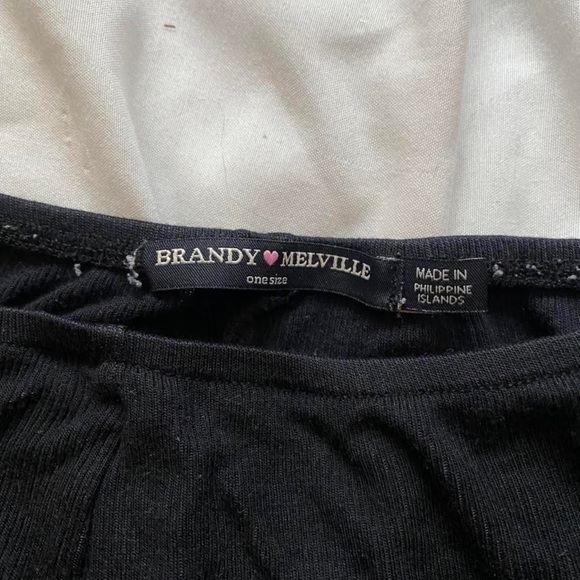 BRANDY MELVILLE
one size
MADE IN
PHILIPPINE
ISLANDS